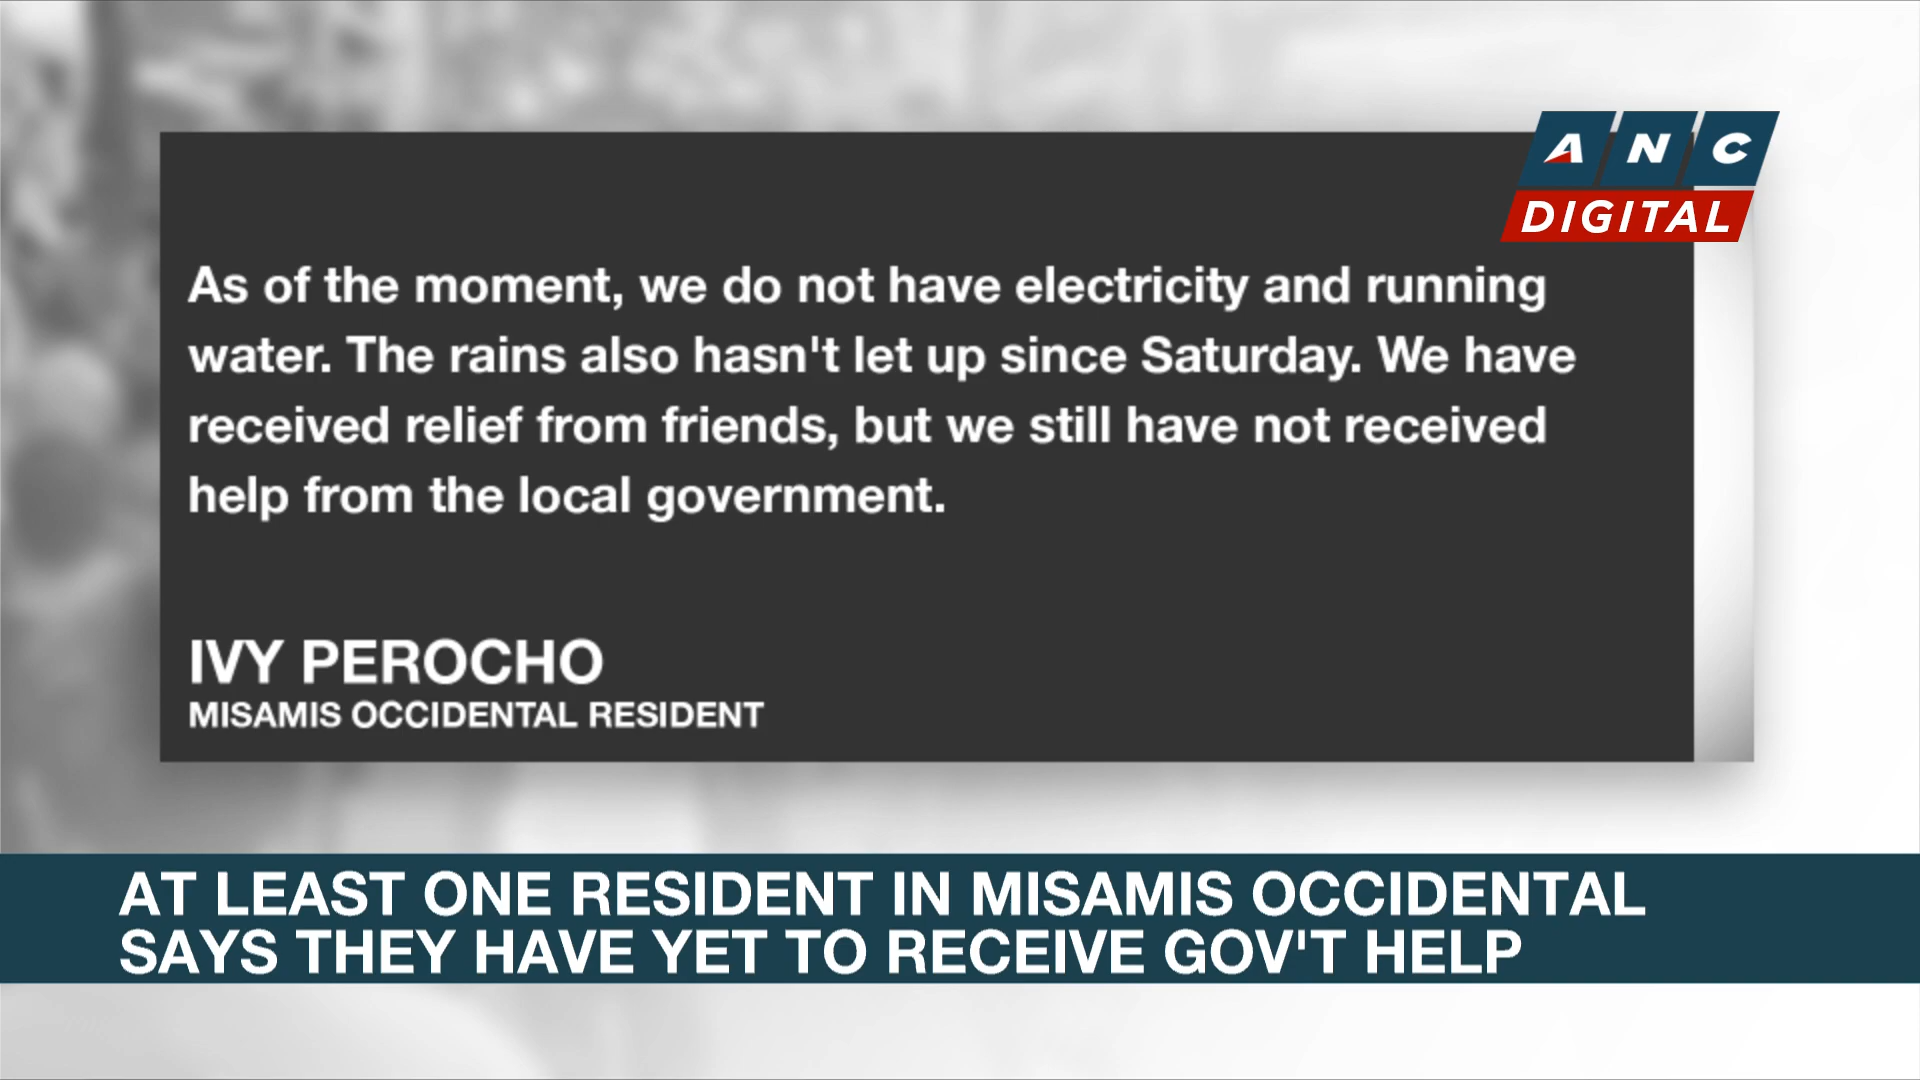 ANC
DIGITAL
As of the moment, we do not have electricity and running
water. The rains also hasn't let up since Saturday. We have
received relief from friends, but we still have not received
help from the local government.
IVY PEROCHO
MISAMIS OCCIDENTAL RESIDENT
AT LEAST ONE RESIDENT IN MISAMIS OCCIDENTAL
SAYS THEY HAVE YET TO RECEIVE GOV'T HELP